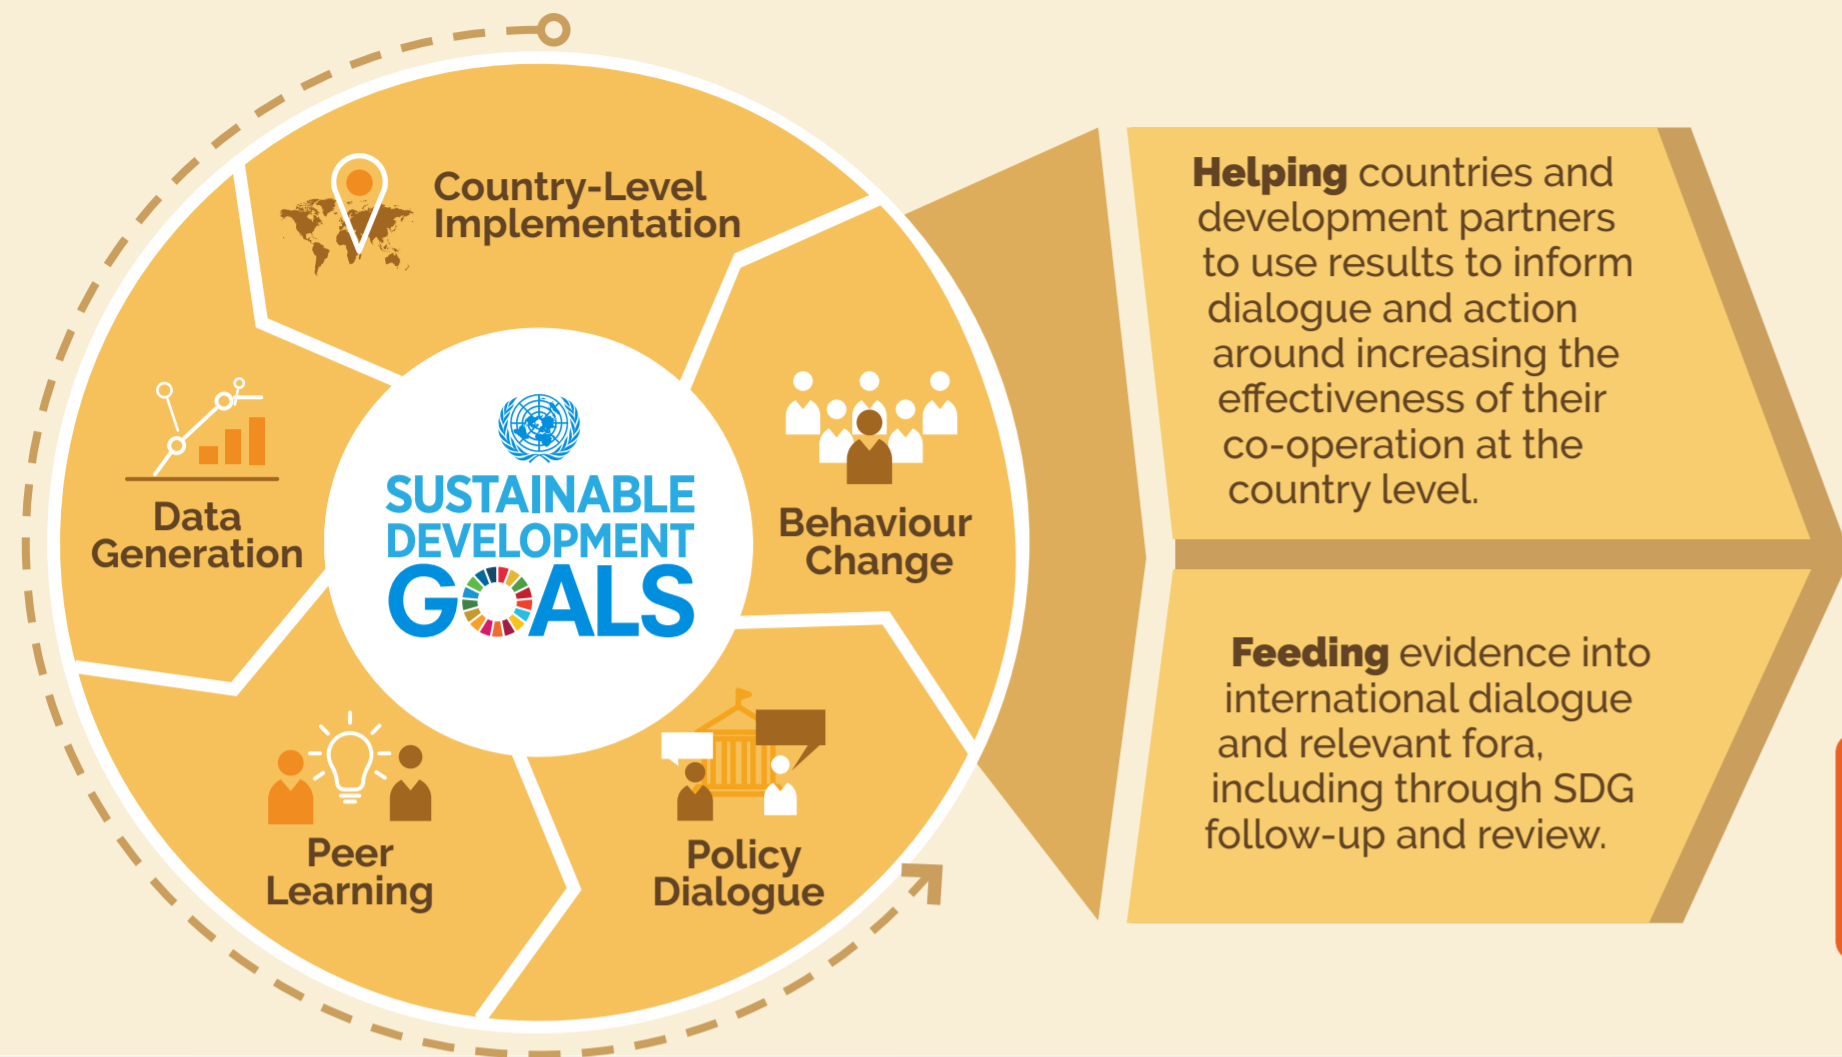 Country-Level
Implementation
Data
Generation
SUSTAINABLE
DEVELOPMENT
GOALS
Behaviour
Change
Peer
Learning
Policy
Dialogue
Helping countries and
development partners
to use results to inform
dialogue and action
around increasing the
effectiveness of their
co-operation at the
country level.
Feeding evidence into
international dialogue
and relevant fora,
including through SDG
follow-up and review.